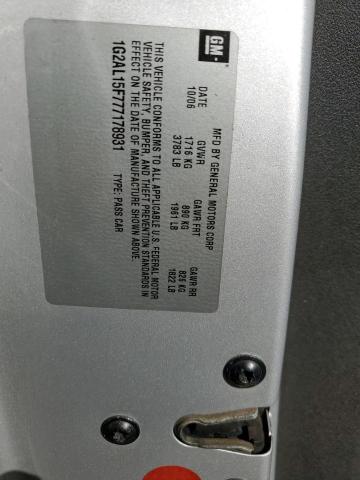 GM
MFD BY GENERAL MOTORS CORP
DATE GVWR GAWR FRT GAWR RR
10/06 1716 KG 890 KG 826 KG
3783 LB 1961 LB 1822 LB
THIS VEHICLE CONFORMS TO ALL APPLICABLE U.S. FEDERAL MOTOR
VEHICLE SAFETY, BUMPER, AND THEFT PREVENTION STANDARDS IN
EFFECT ON THE DATE OF MANUFACTURE SHOWN ABOVE.
1G2AL15F777178931 TYPE: PASS CAR